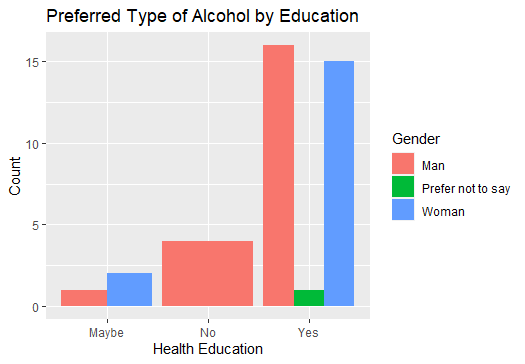 Preferred Type of Alcohol by Education
15
10
5
0
Count
Maybe
No
Yes
Health Education
Gender
Man
Prefer not to say
Woman